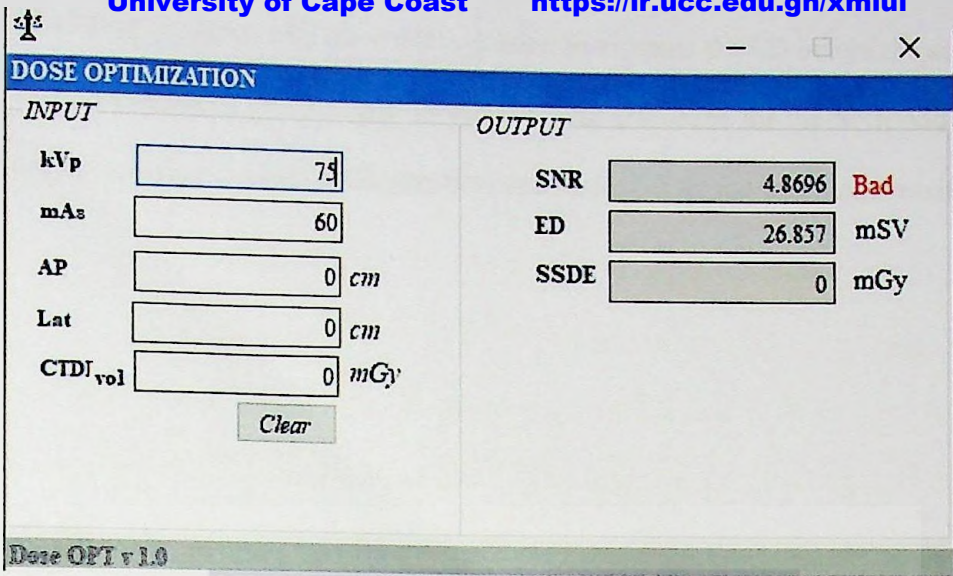 University of Cape Coast https://ir.ucc.edu.gh/xmlui
DOSE OPTIMIZATION
INPUT
kVp 75
mAs 60
AP 0 cm
Lat 0 cm
CTDIvol 0 mGy
Clear
OUTPUT
SNR 4.8696 Bad
ED 26.857 mSV
SSDE 0 mGy
Dose OPT v 1.0